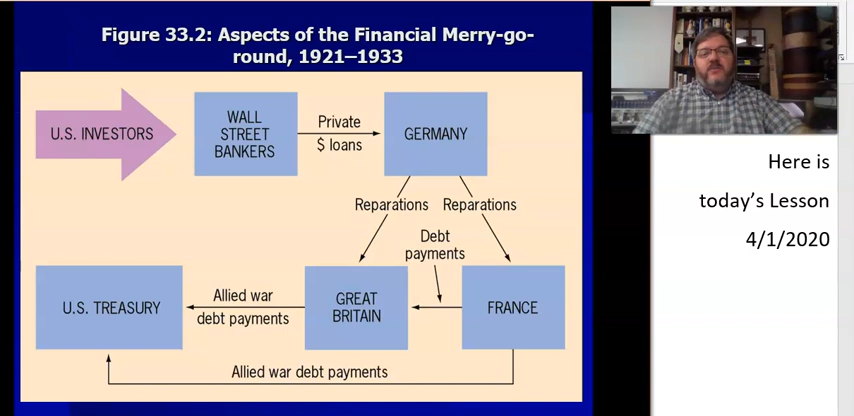 Figure 33.2: Aspects of the Financial Merry-go-
round, 1921–1933
U.S. INVESTORS
WALL
STREET
BANKERS
Private
$ loans
GERMANY
Reparations
Reparations
Debt
payments
U.S. TREASURY
Allied war
debt payments
GREAT
BRITAIN
FRANCE
Allied war debt payments
Here is
today’s Lesson
4/1/2020